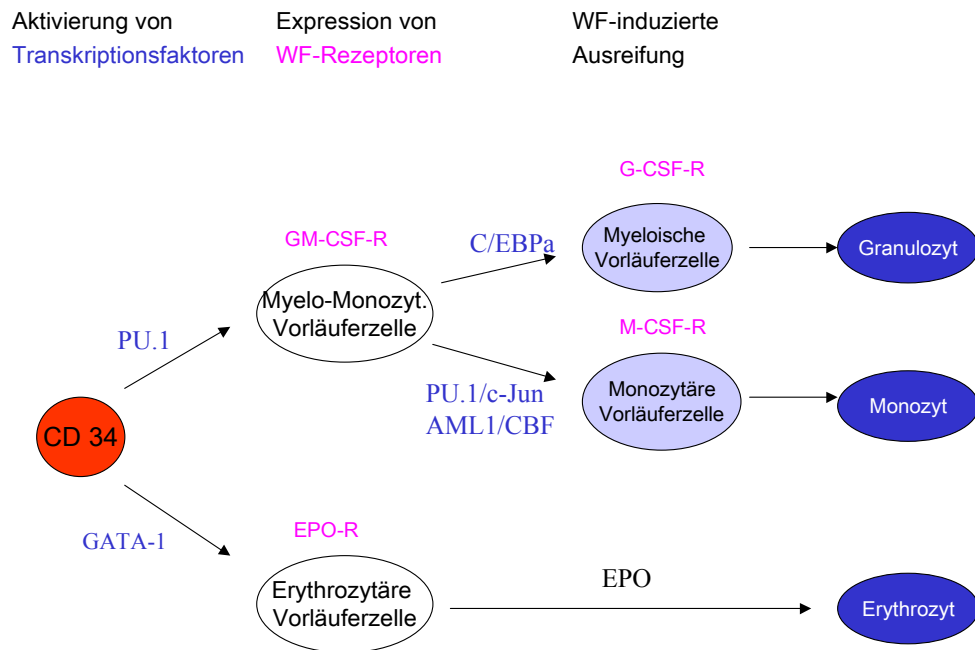 Aktivierung von
Transkriptionsfaktoren
Expression von
WF-Rezeptoren
WF-induzierte
Ausreifung
G-CSF-R
GM-CSF-R
C/EBPa
Myeloische
Vorläuferzelle
Granulozyt
Myelo-Monozyt.
Vorläuferzelle
PU.1
M-CSF-R
PU.1/c-Jun
AML1/CBF
Monozytäre
Vorläuferzelle
Monozyt
CD 34
GATA-1
EPO-R
Erythrozytäre
Vorläuferzelle
EPO
Erythrozyt